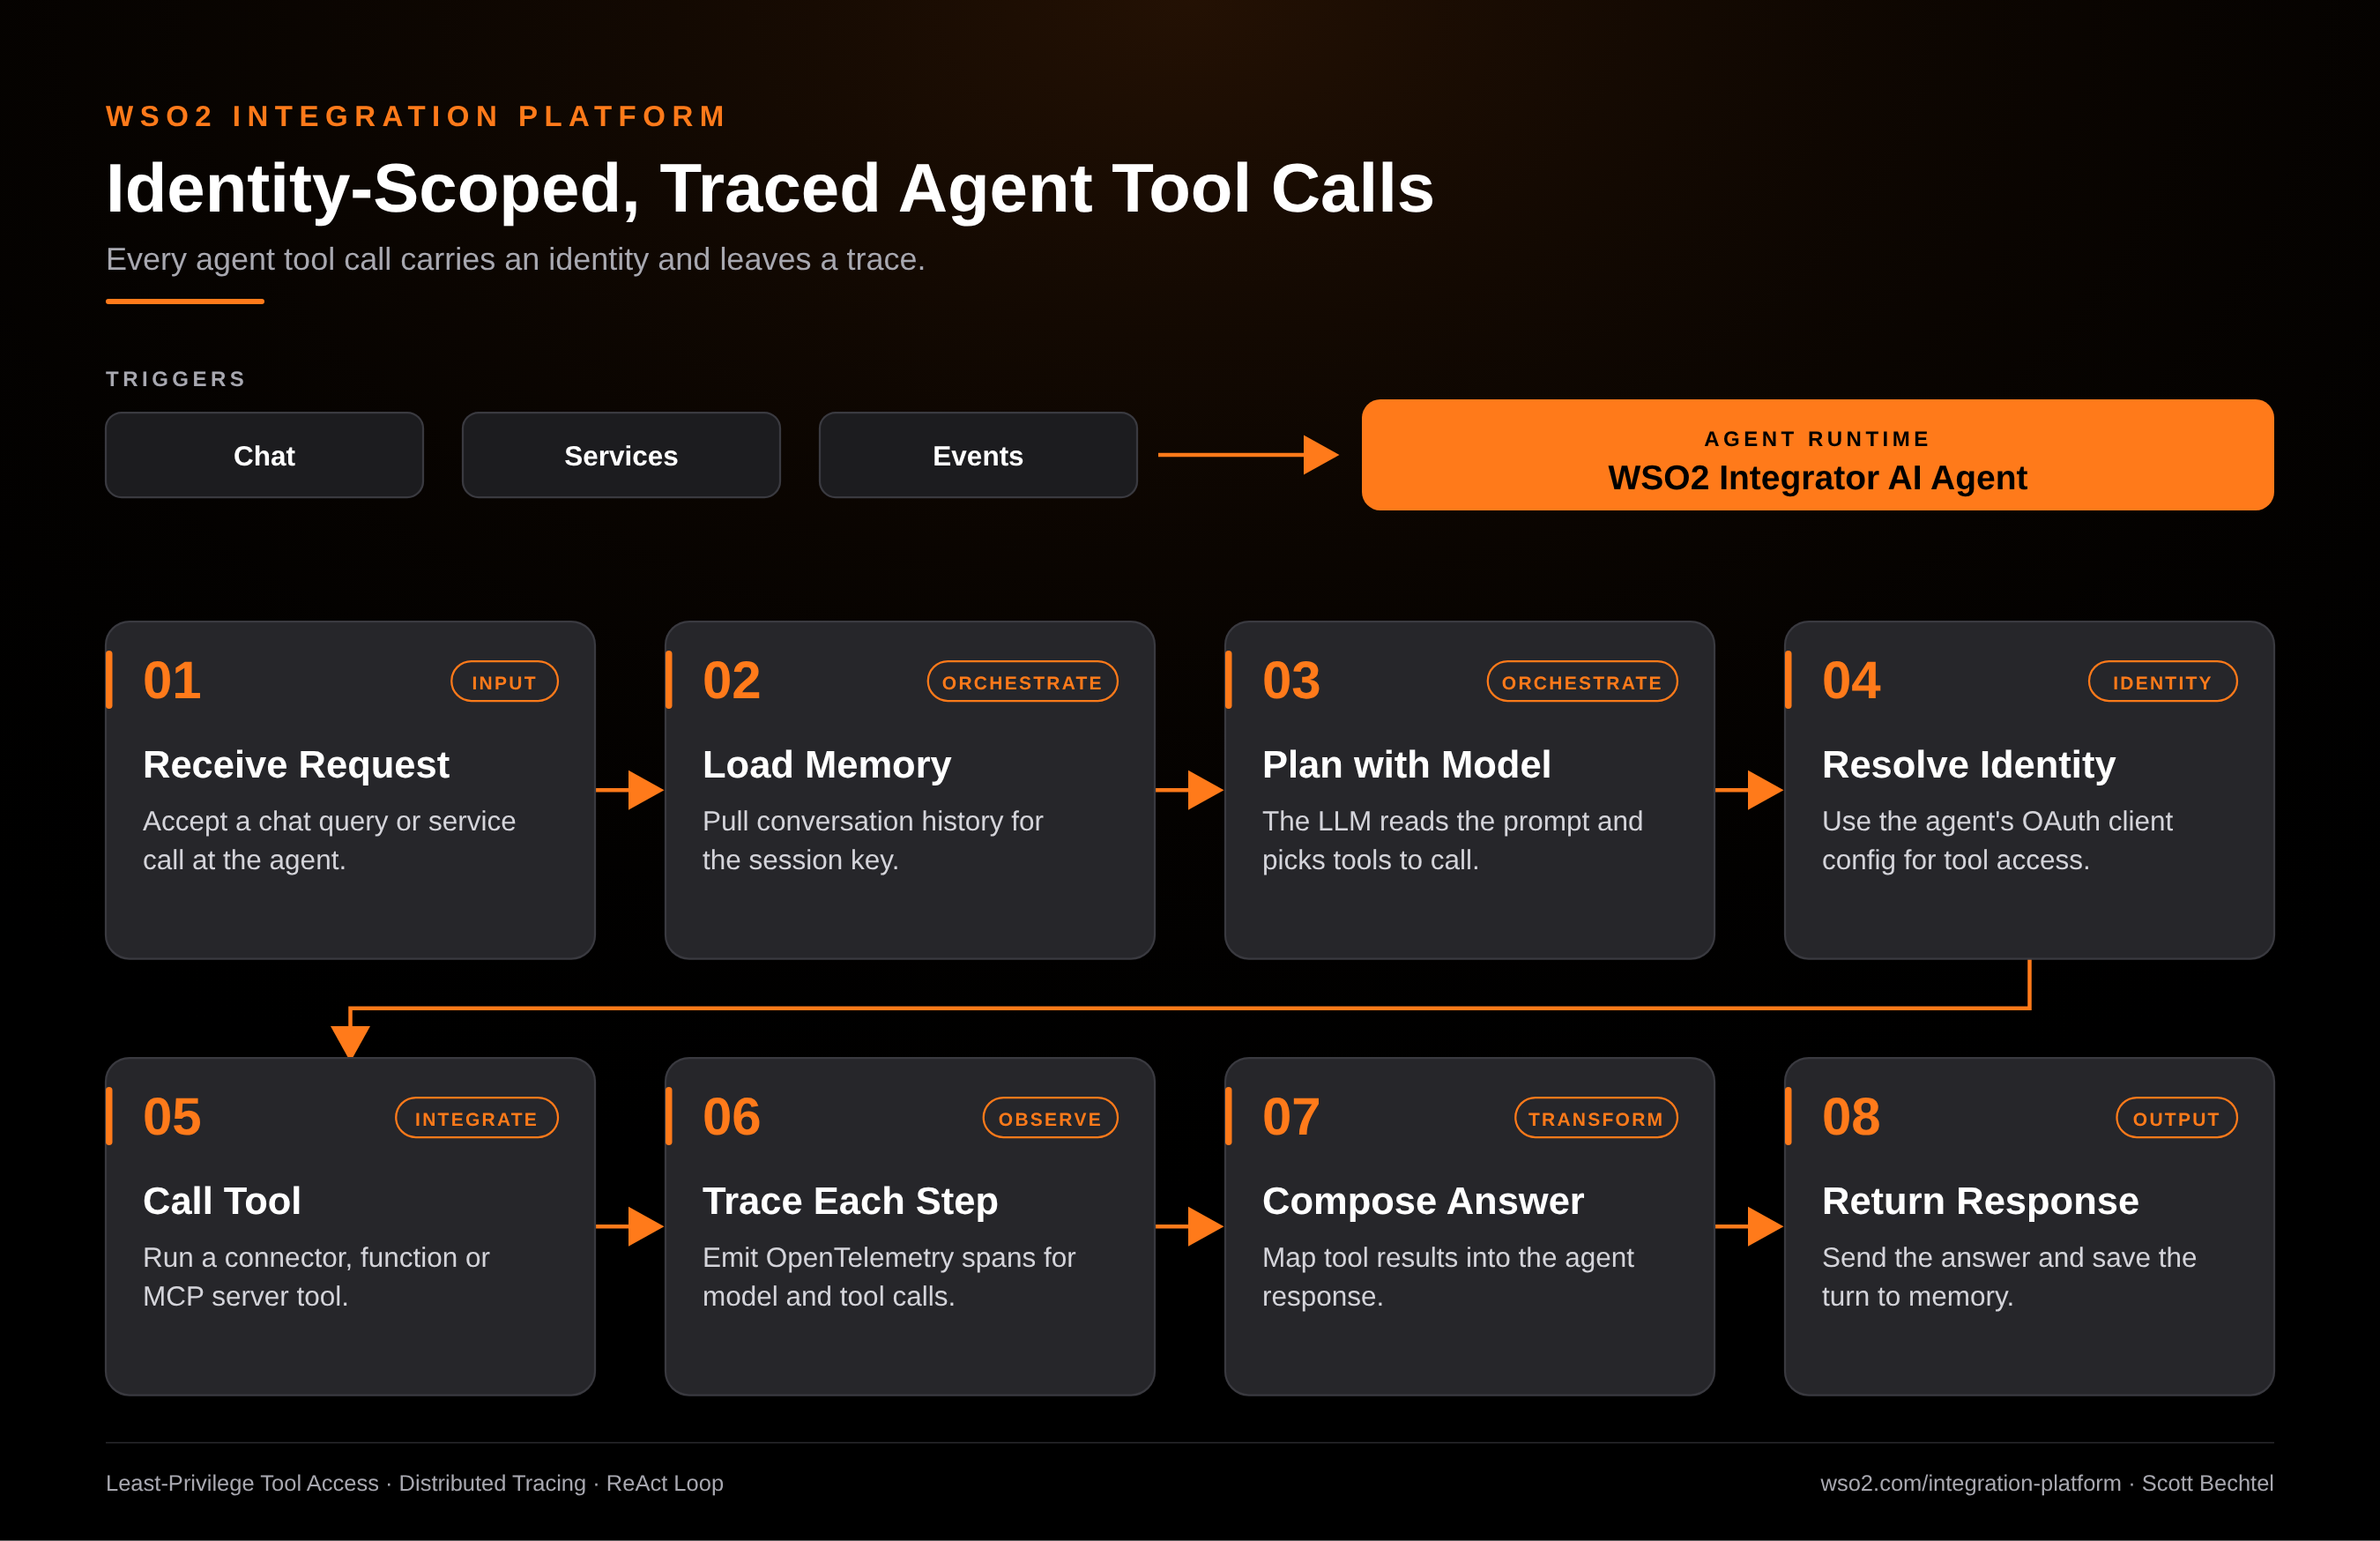 WSO2 INTEGRATION PLATFORM
Identity-Scoped, Traced Agent Tool Calls
Every agent tool call carries an identity and leaves a trace.
TRIGGERS
Chat
Services
Events
AGENT RUNTIME
WSO2 Integrator AI Agent
01
INPUT
Receive Request
Accept a chat query or service
call at the agent.
02
ORCHESTRATE
Load Memory
Pull conversation history for
the session key.
03
ORCHESTRATE
Plan with Model
The LLM reads the prompt and
picks tools to call.
04
IDENTITY
Resolve Identity
Use the agent's OAuth client
config for tool access.
05
INTEGRATE
Call Tool
Run a connector, function or
MCP server tool.
06
OBSERVE
Trace Each Step
Emit OpenTelemetry spans for
model and tool calls.
07
TRANSFORM
Compose Answer
Map tool results into the agent
response.
08
OUTPUT
Return Response
Send the answer and save the
turn to memory.
Least-Privilege Tool Access · Distributed Tracing · ReAct Loop
wso2.com/integration-platform · Scott Bechtel